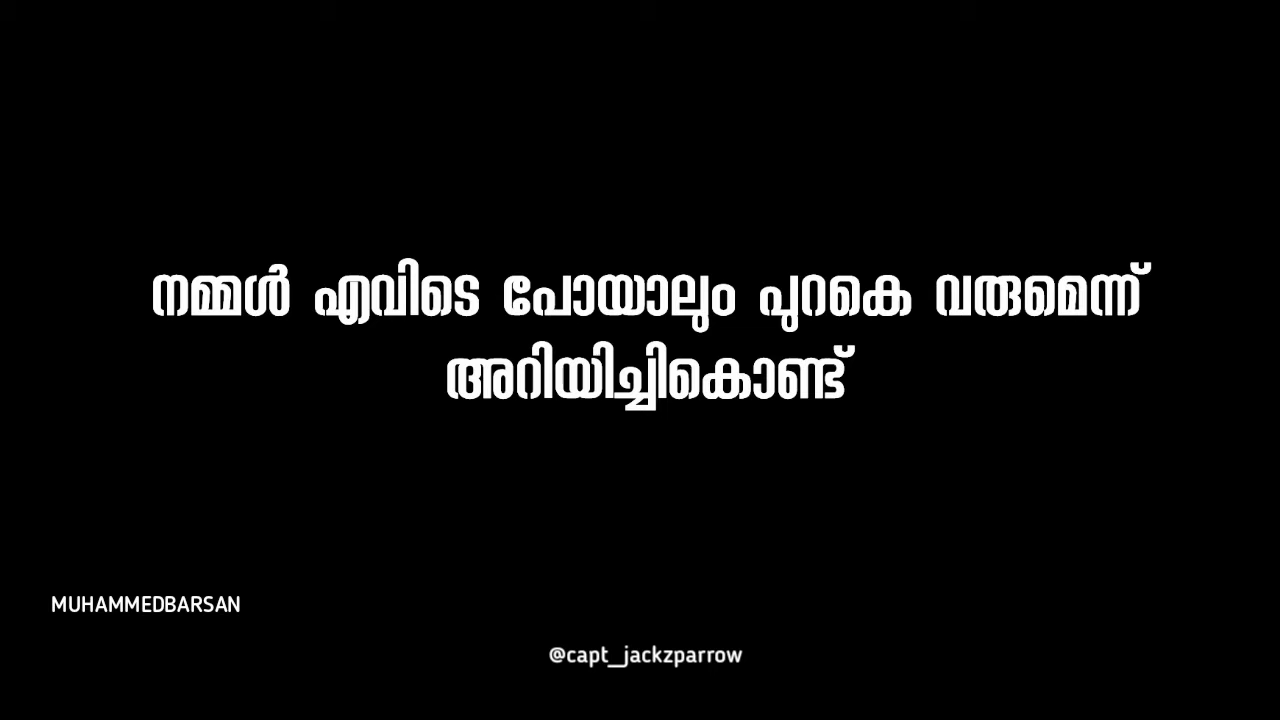 നമ്മൾ എവിടെ പോയാലും പുറകെ വരുമെന്ന്
അറിയിച്ചികൊണ്ട്
MUHAMMEDBARSAN
@capt_jackzparrow